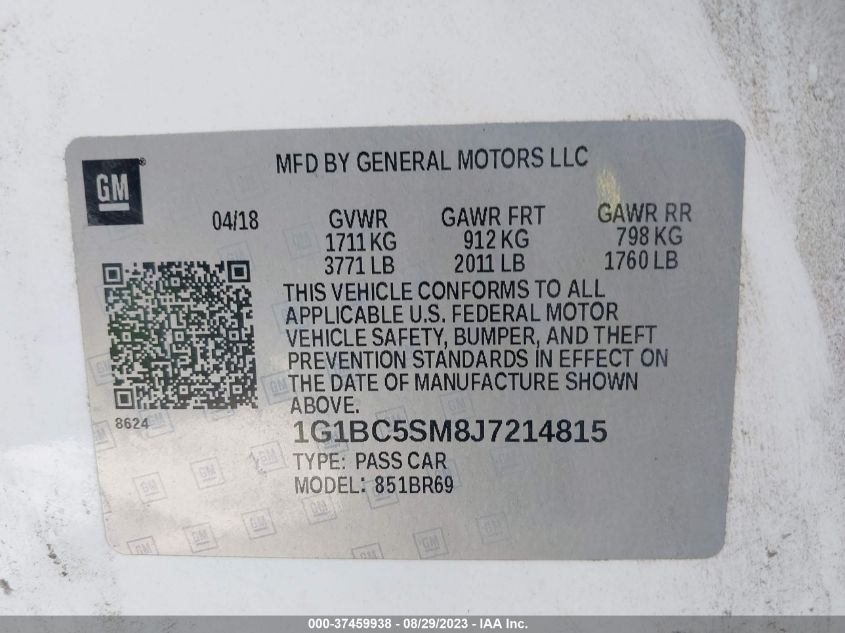 MFD BY GENERAL MOTORS LLC
GM
04/18 GVWR GAWR FRT GAWR RR
1711 KG 912 KG 798 KG
3771 LB 2011 LB 1760 LB
THIS VEHICLE CONFORMS TO ALL
APPLICABLE U.S. FEDERAL MOTOR
VEHICLE SAFETY, BUMPER, AND THEFT
PREVENTION STANDARDS IN EFFECT ON
THE DATE OF MANUFACTURE SHOWN
ABOVE.
8624
1G1BC5SM8J7214815
TYPE: PASS CAR
MODEL: 851BR69
000-37459938 - 08/29/2023 - IAA Inc.